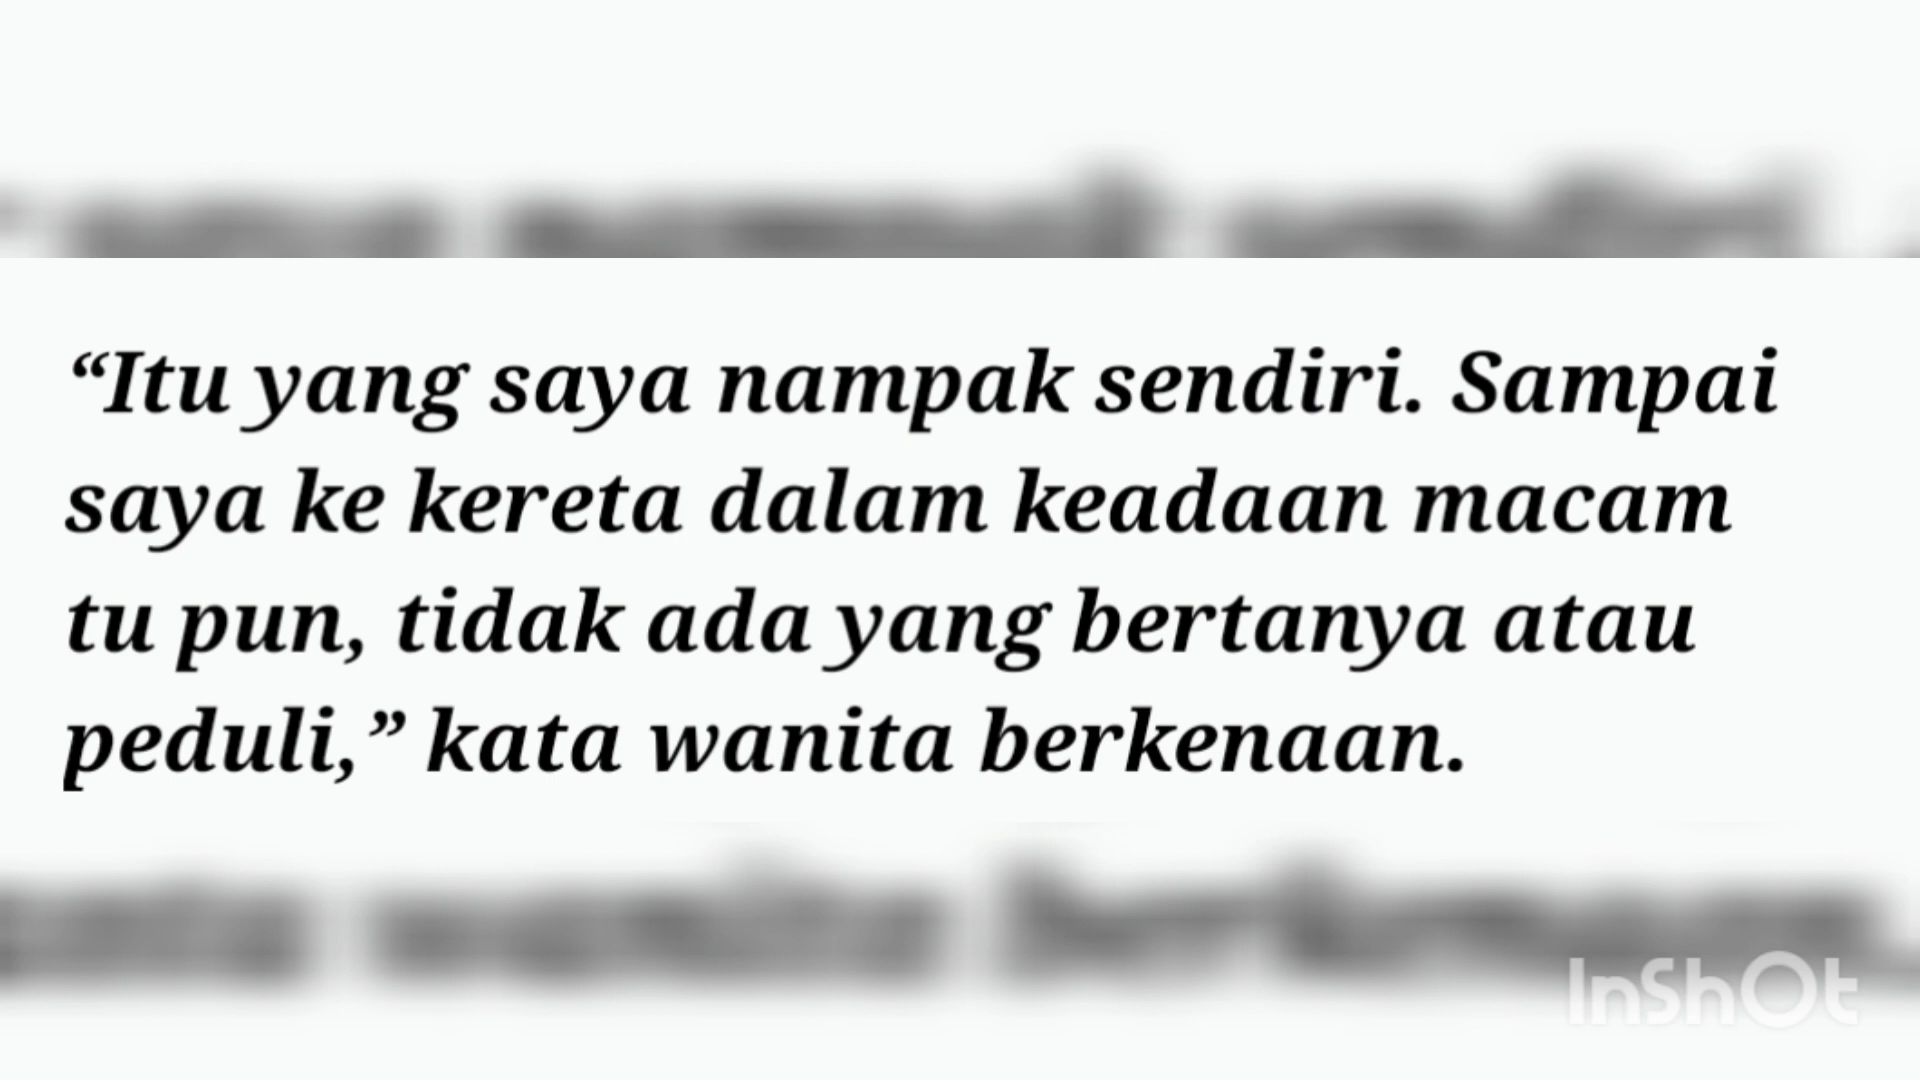 “Itu yang saya nampak sendiri. Sampai
saya ke kereta dalam keadaan macam
tu pun, tidak ada yang bertanya atau
peduli,” kata wanita berkenaan.
InShOt